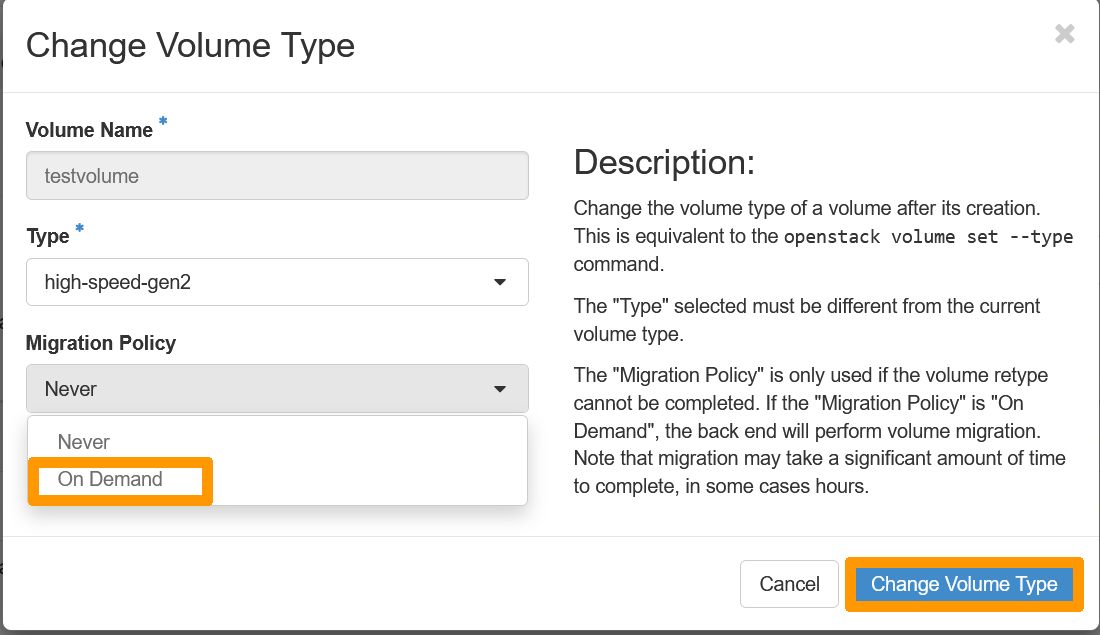 Change Volume Type
Volume Name *
testvolume
Type *
high-speed-gen2
Migration Policy
Never
Never
On Demand
Description:
Change the volume type of a volume after its creation.
This is equivalent to the openstack volume set --type
command.
The "Type" selected must be different from the current
volume type.
The "Migration Policy" is only used if the volume retype
cannot be completed. If the "Migration Policy" is "On
Demand", the back end will perform volume migration.
Note that migration may take a significant amount of time
to complete, in some cases hours.
Cancel
Change Volume Type